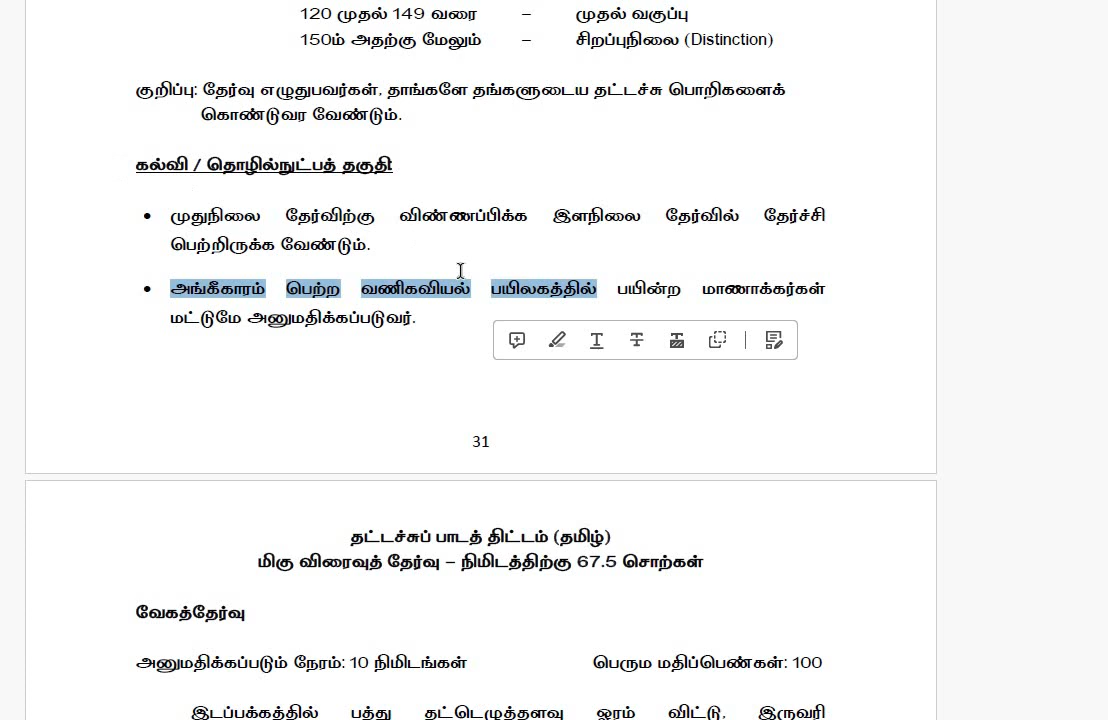 120 முதல் 149 வரை – முதல் வகுப்பு
150ம் அதற்கு மேலும் – சிறப்புநிலை (Distinction)
குறிப்பு: தேர்வு எழுதுபவர்கள், தாங்களே தங்களுடைய தட்டச்சு பொறிகளைக்
கொண்டுவர வேண்டும்.
கல்வி / தொழில்நுட்பத் தகுதி:
• முதுநிலை தேர்விற்கு விண்ணப்பிக்க இளநிலை தேர்வில் தேர்ச்சி
பெற்றிருக்க வேண்டும்.
• அங்கீகாரம் பெற்ற வணிகவியல் பயிலகத்தில் பயின்ற மாணாக்கர்கள்
மட்டுமே அனுமதிக்கப்படுவர்.
31
தட்டச்சுப் பாடத் திட்டம் (தமிழ்)
மிகு விரைவுத் தேர்வு – நிமிடத்திற்கு 67.5 சொற்கள்
வேகத்தேர்வு
அனுமதிக்கப்படும் நேரம்: 10 நிமிடங்கள் பெரும மதிப்பெண்கள்: 100
இடப்பக்கத்தில் பத்து தட்டெழுத்தளவு ஓரம் விட்டு, இருவரி